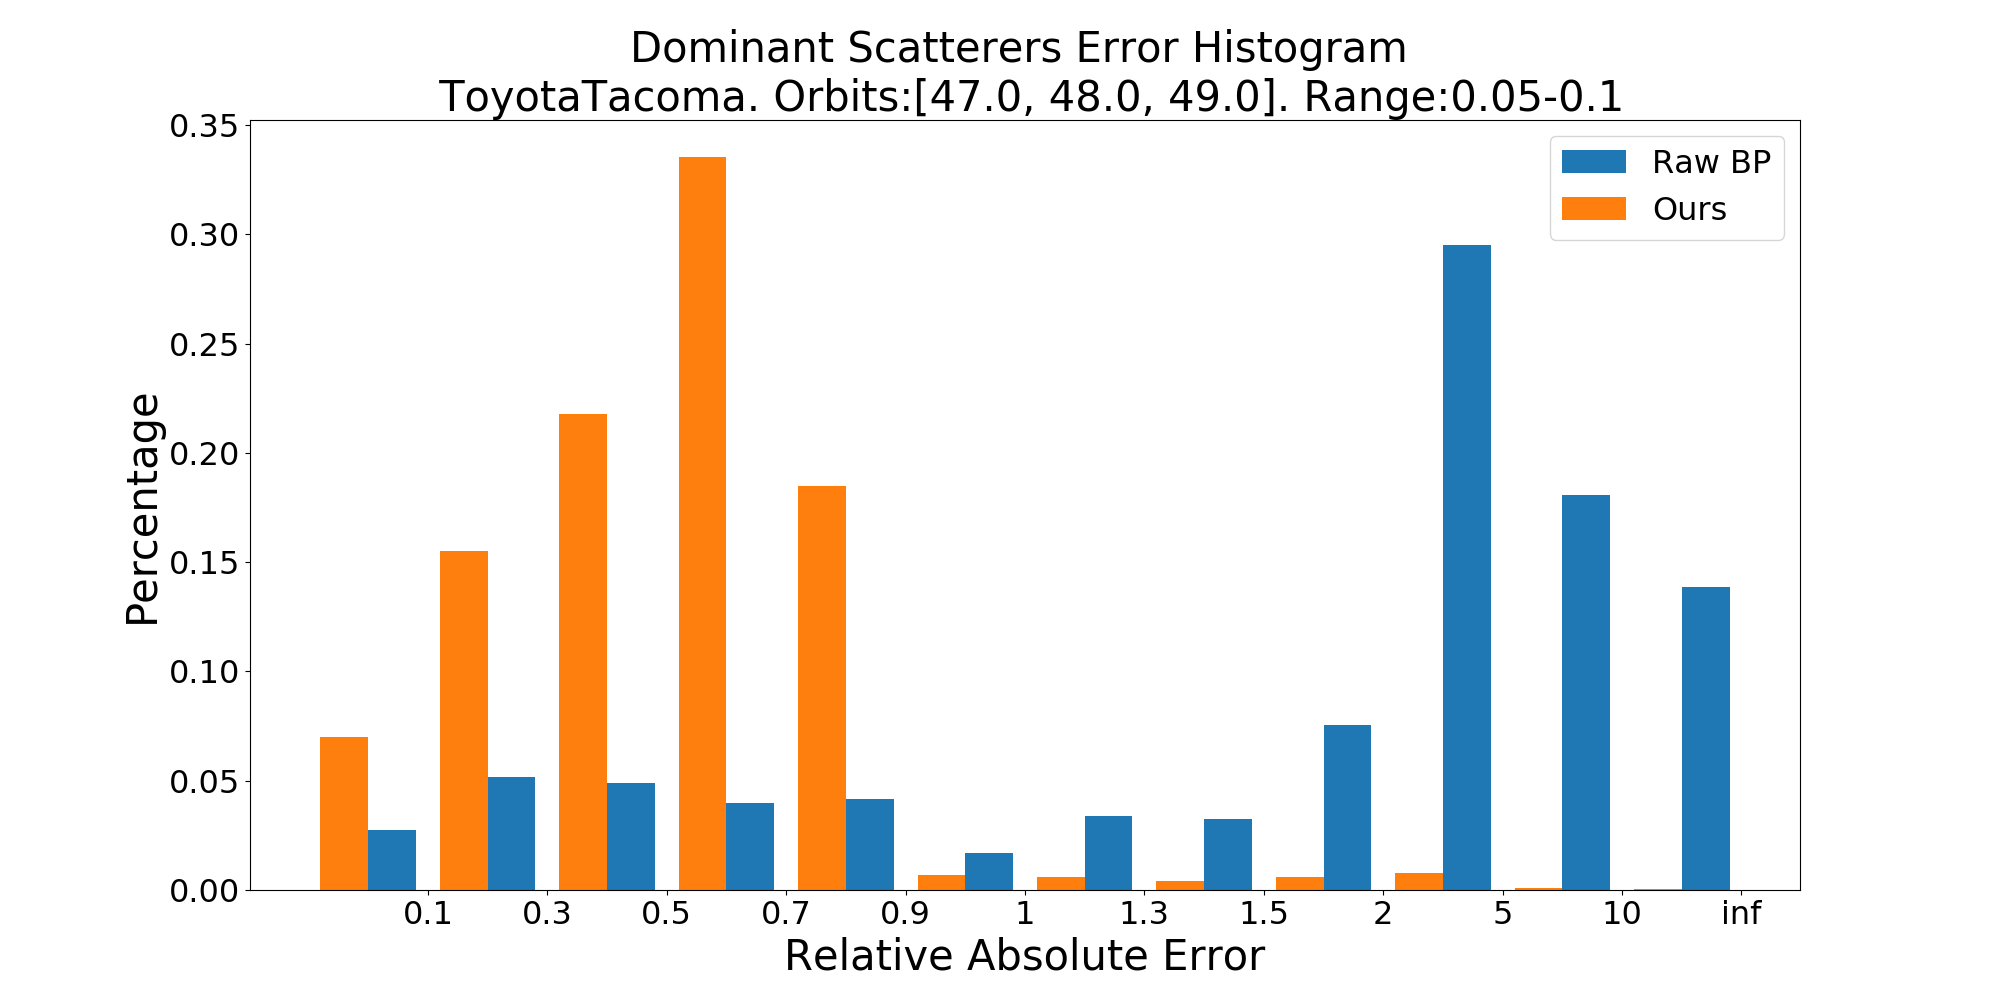 Dominant Scatterers Error Histogram
ToyotaTacoma. Orbits:[47.0, 48.0, 49.0]. Range:0.05-0.1
Raw BP
Ours
0.35
0.30
0.25
0.20
0.15
0.10
0.05
0.00
Percentage
0.1 0.3 0.5 0.7 0.9 1 1.3 1.5 2 5 10 inf
Relative Absolute Error